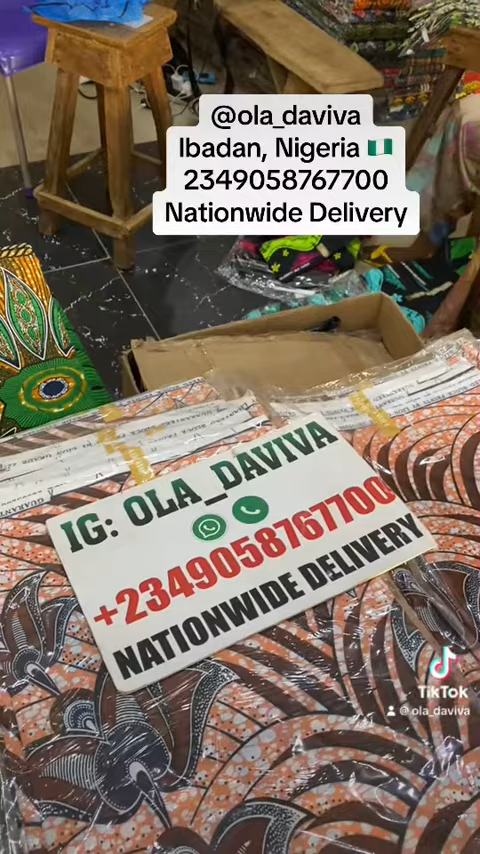 @ola_daviva
Ibadan, Nigeria 🇳🇬
2349058767700
Nationwide Delivery
IG: OLA_DAVIVA
+2349058767700
NATIONWIDE DELIVERY
TikTok
@ola_daviva